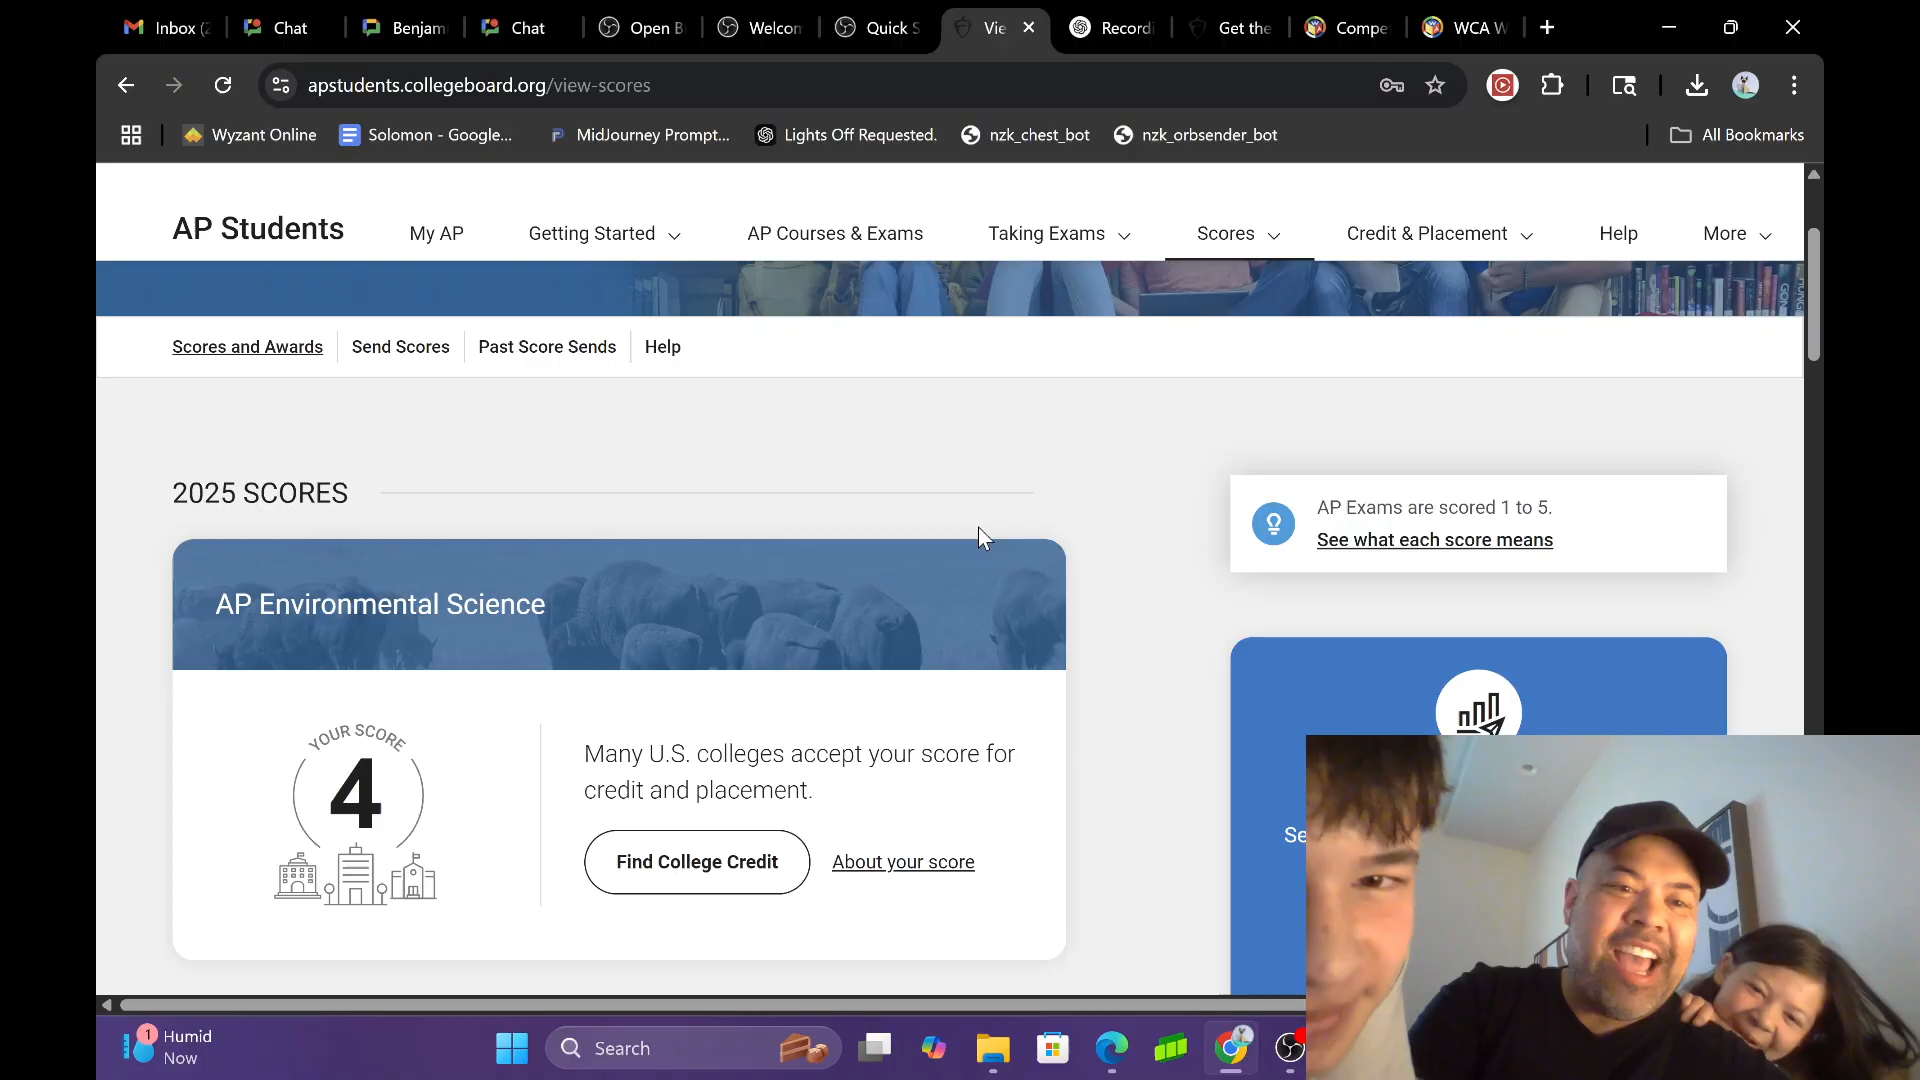 Inbox (2
Chat
Benjam
Chat
Open B
Welcom
Quick S
Vie
Recordi
Get the
Compe
WCA W
apstudents.collegeboard.org/view-scores
Wyzant Online
Solomon - Google...
MidJourney Prompt...
Lights Off Requested.
nzk_chest_bot
nzk_orbsender_bot
All Bookmarks
AP Students
My AP
Getting Started
AP Courses & Exams
Taking Exams
Scores
Credit & Placement
Help
More
Scores and Awards
Send Scores
Past Score Sends
Help
2025 SCORES
AP Exams are scored 1 to 5.
See what each score means
AP Environmental Science
YOUR SCORE
4
Many U.S. colleges accept your score for
credit and placement.
Find College Credit
About your score
Se
1
Humid
Now
Search